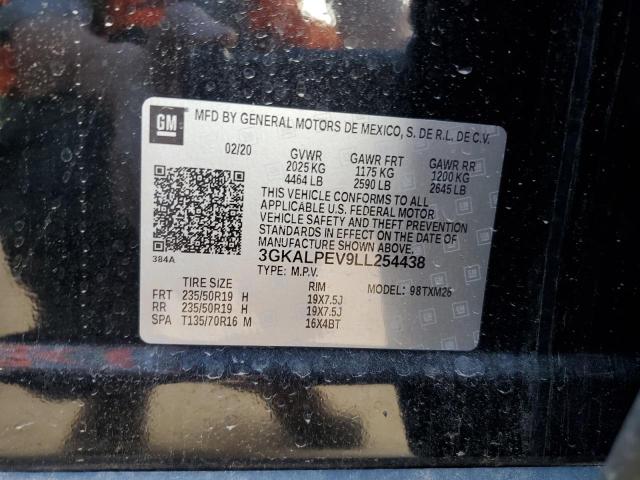 GM
MFD BY GENERAL MOTORS DE MEXICO, S. DE R.L. DE C.V.
02/20 GVWR GAWR FRT GAWR RR
2025 KG 1175 KG 1200 KG
4464 LB 2590 LB 2645 LB
THIS VEHICLE CONFORMS TO ALL
APPLICABLE U.S. FEDERAL MOTOR
VEHICLE SAFETY AND THEFT PREVENTION
STANDARDS IN EFFECT ON THE DATE OF
MANUFACTURE SHOWN ABOVE.
384A
3GKALPEV9LL254438
TYPE: M.P.V.
TIRE SIZE RIM MODEL: 98TXM26
FRT 235/50R19 H 19X7.5J
RR 235/50R19 H 19X7.5J
SPA T135/70R16 M 16X4BT